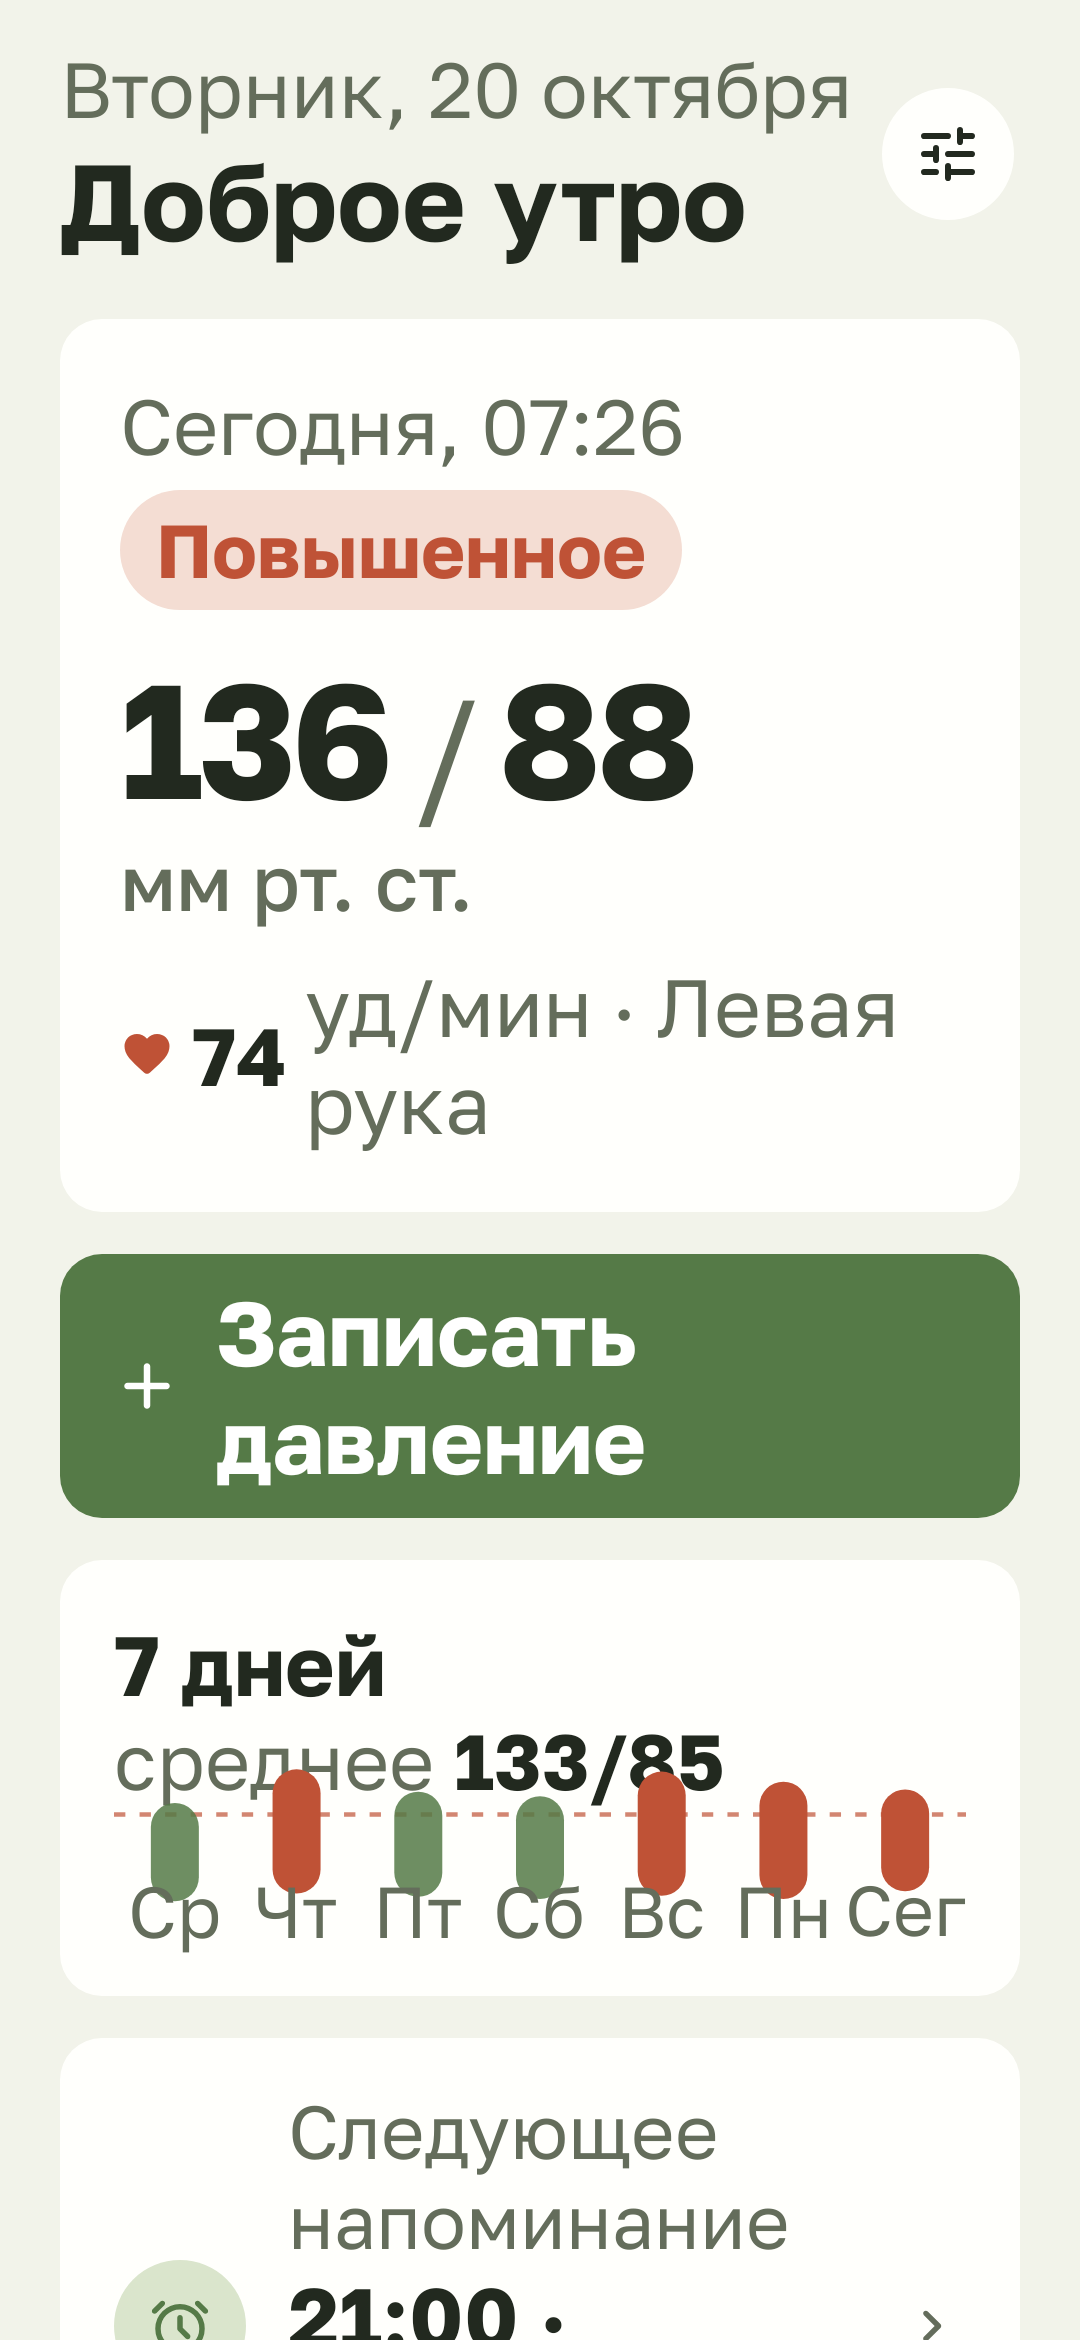 Вторник, 20 октября
Доброе утро
Сегодня, 07:26
Повышенное
136 / 88
мм рт. ст.
74 уд/мин · Левая
рука
Записать
давление
7 дней
среднее 133/85
Ср Чт Пт Сб Вс Пн Сег
Следующее
напоминание
21:00 ·